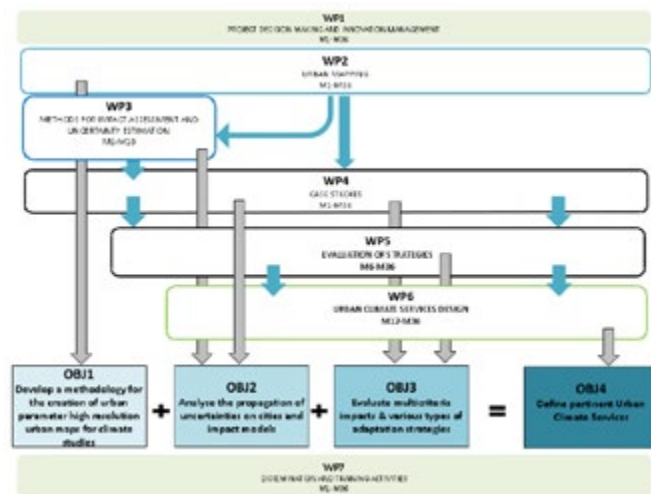 WP1
PROJECT DECISION MAKING AND INNOVATION MANAGEMENT
M1-M36
WP2
URBAN MAPPING
WP3
METHODS FOR IMPACT ASSESSMENT AND
UNCERTAINTY ESTIMATION
WP4
CASE STUDIES
WP5
EVALUATION OF STRATEGIES
M6-M36
WP6
URBAN CLIMATE SERVICES DESIGN
M12-M36
OBJ1
Develop a methodology for
the creation of urban
parameter high resolution
urban maps for climate
studies
+
OBJ2
Analyse the propagation of
uncertainties on cities and
impact models
+
OBJ3
Evaluate multicriteria
impacts & various types of
adaptation strategies
=
OBJ4
Define pertinent Urban
Climate Services
WP7
DISSEMINATION AND TRAINING ACTIVITIES
M1-M36